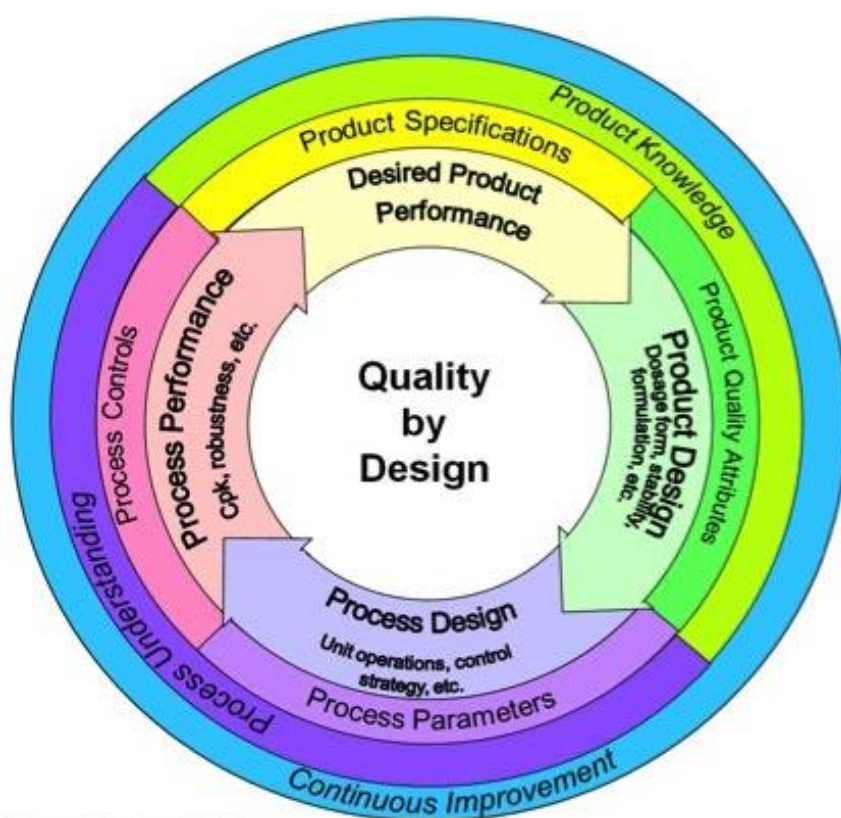 Product Knowledge
Product Specifications
Desired Product
Performance
Product Quality Attributes
Product Design
Dosage form, stability,
formulation, etc.
Quality
by
Design
Process Controls
Process Performance
Cpk, robustness, etc.
Process Design
Unit operations, control
strategy, etc.
Process Parameters
Process Understanding
Continuous Improvement